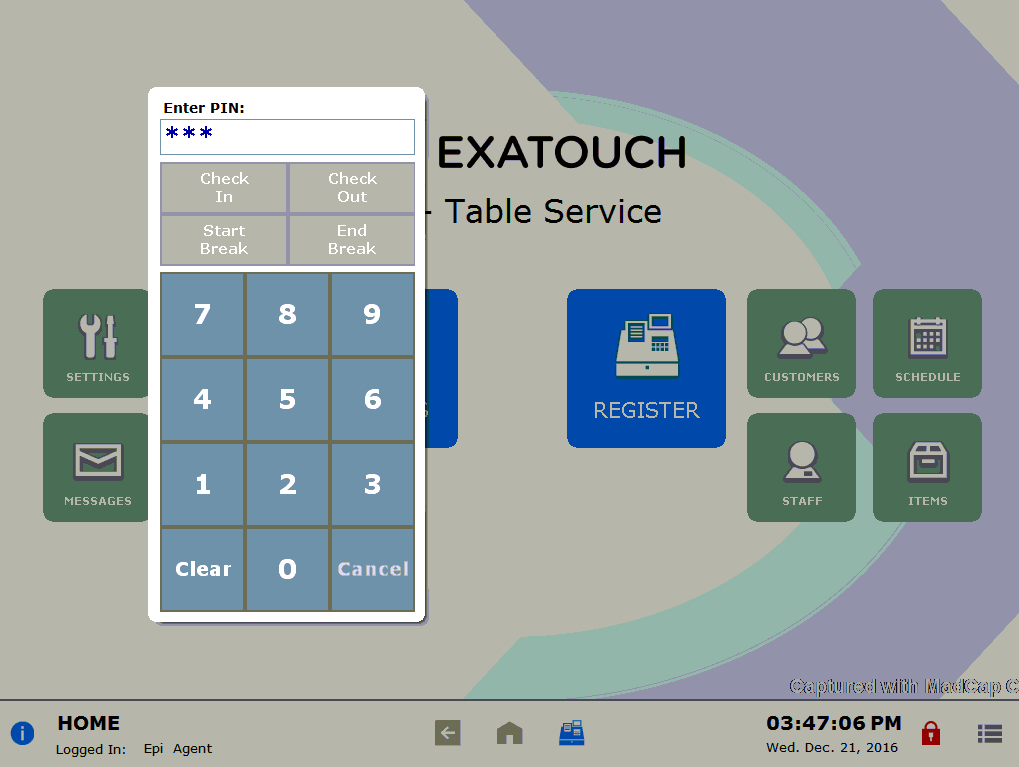 Enter PIN:
***
Check
In
Check
Out
Start
Break
End
Break
7 8 9
4 5 6
1 2 3
Clear 0 Cancel
EXATOUCH
- Table Service
SETTINGS
MESSAGES
S
REGISTER
CUSTOMERS
SCHEDULE
STAFF
ITEMS
Captured with MadCap C
HOME
Logged In: Epi Agent
03:47:06 PM
Wed. Dec. 21, 2016